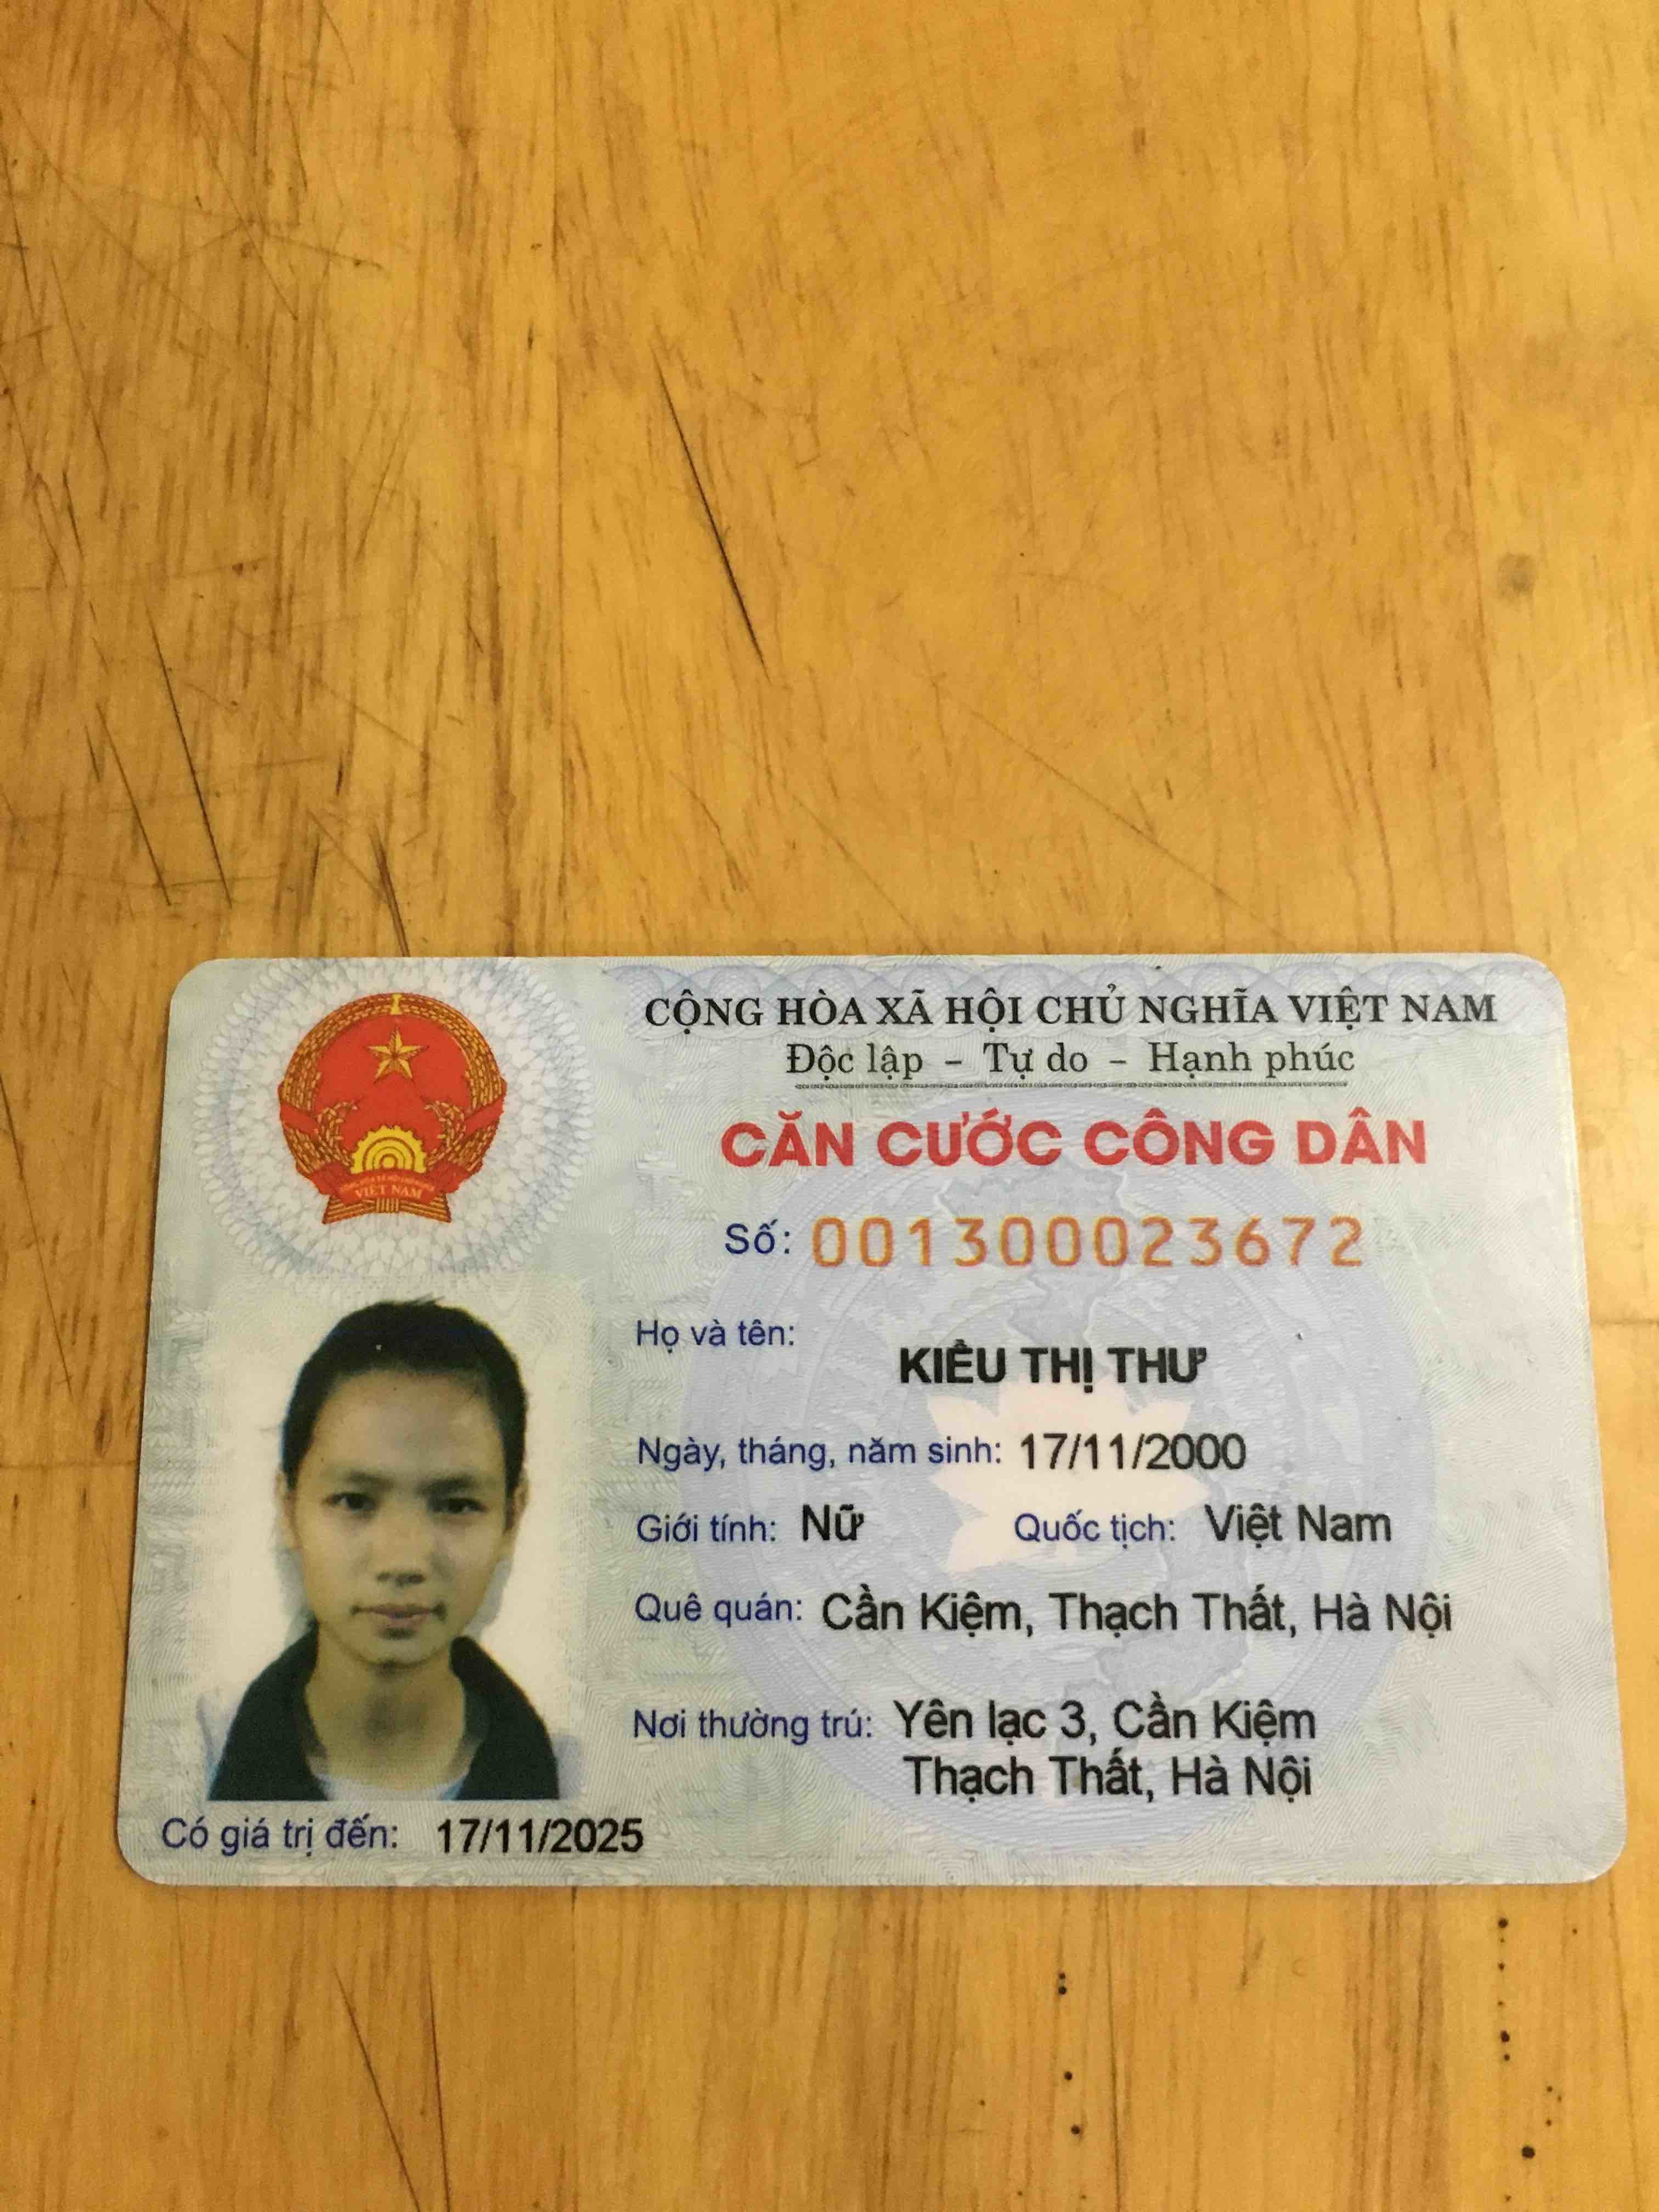 CỘNG HÒA XÃ HỘI CHỦ NGHĨA VIỆT NAM
Độc lập – Tự do – Hạnh phúc
CĂN CƯỚC CÔNG DÂN
Số: 001300023672
Họ và tên:
KIỀU THỊ THƯ
Ngày, tháng, năm sinh: 17/11/2000
Giới tính: Nữ Quốc tịch: Việt Nam
Quê quán: Cần Kiệm, Thạch Thất, Hà Nội
Nơi thường trú: Yên lạc 3, Cần Kiệm
Thạch Thất, Hà Nội
Có giá trị đến: 17/11/2025
VIỆT NAM